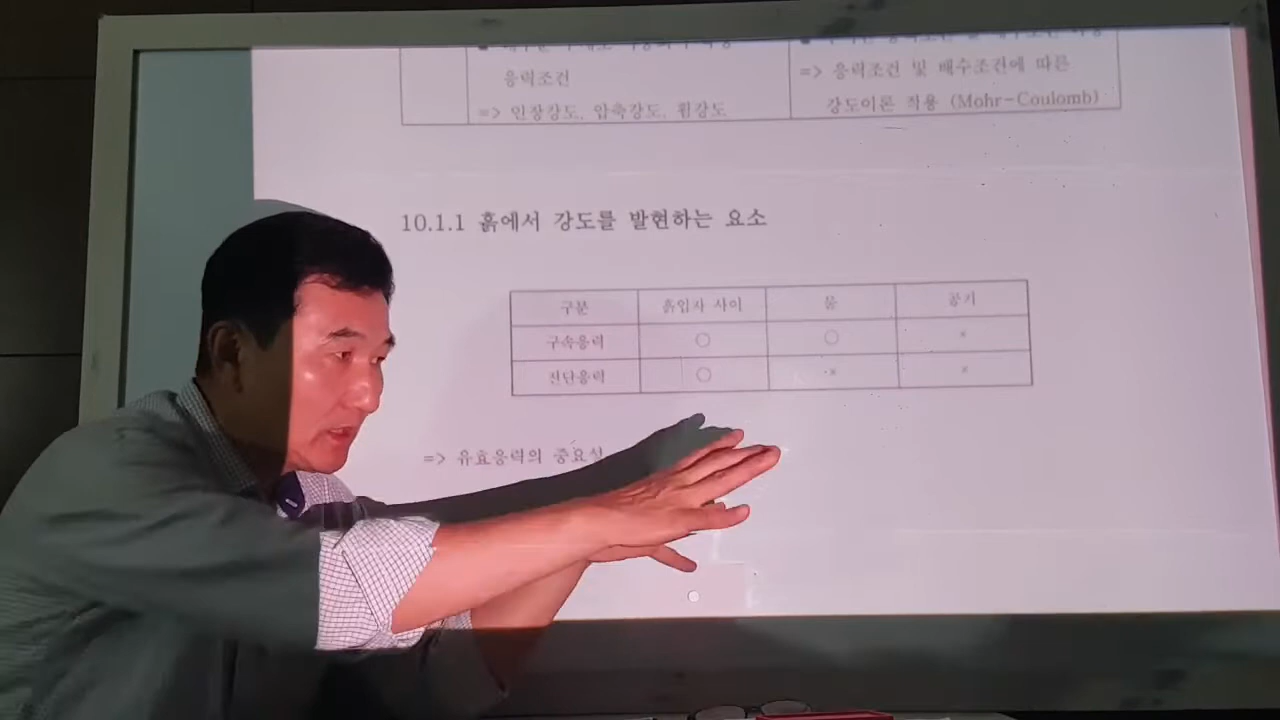 응력조건
=> 인장강도, 압축강도, 휨강도
=> 응력조건 및 배수조건에 따른
강도이론 적용 (Mohr-Coulomb)
10.1.1 흙에서 강도를 발현하는 요소
구분 흙입자 사이 물 공기
구속응력 ○ ○ ×
전단응력 ○ × ×
=> 유효응력의 중요성